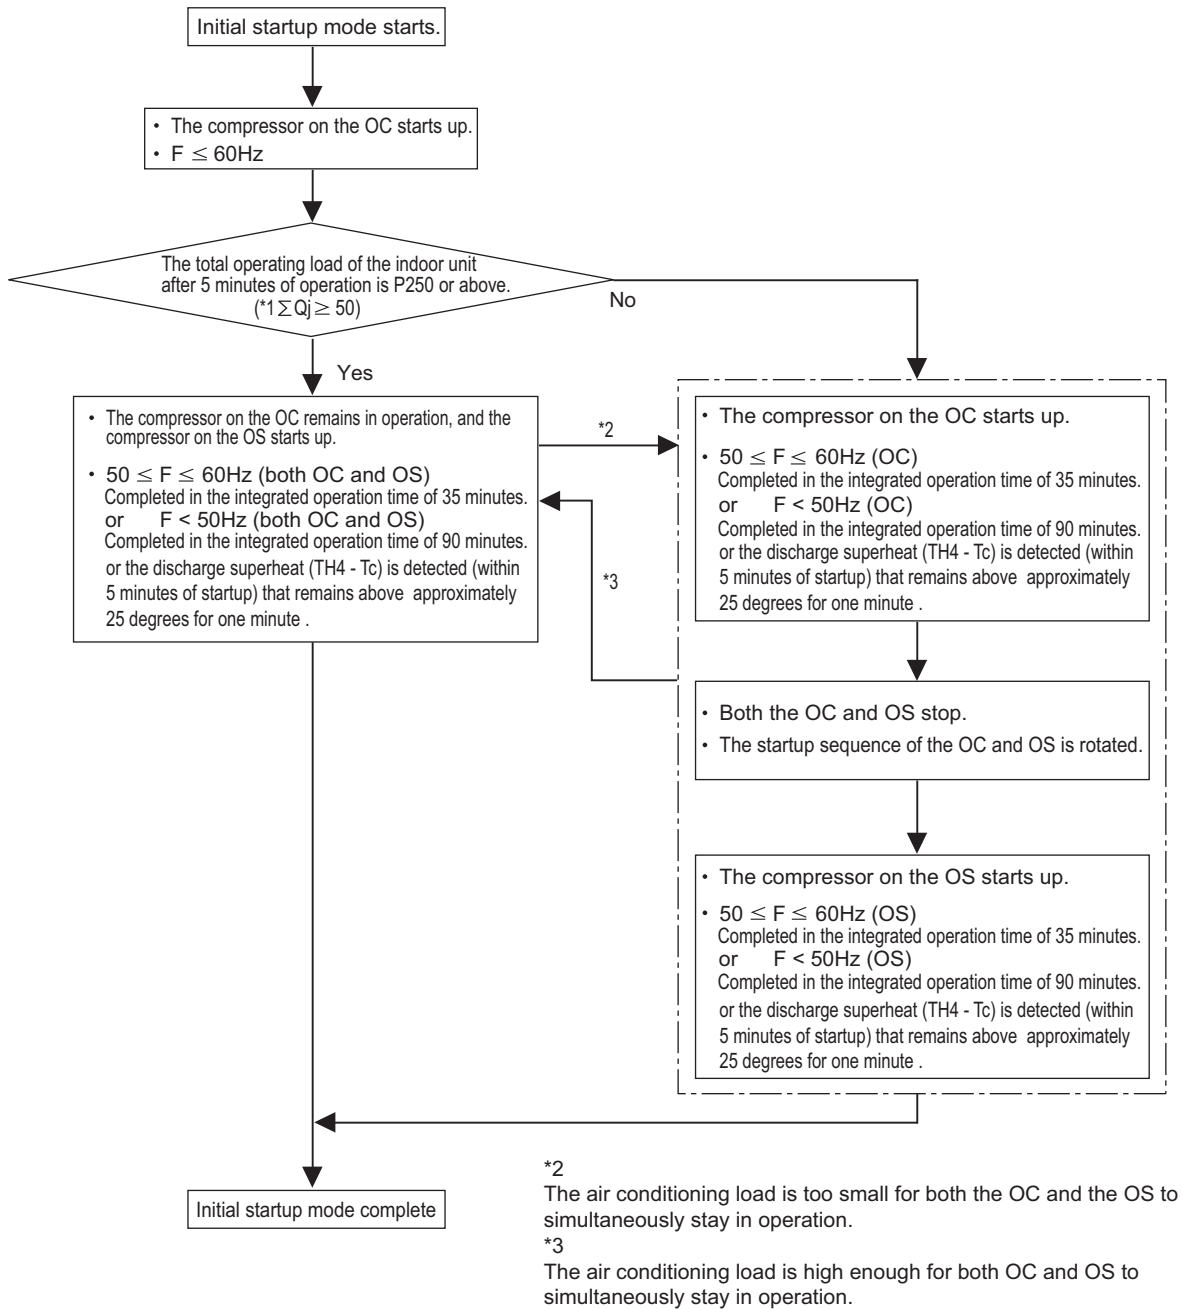 Initial startup mode starts.
• The compressor on the OC starts up.
• F ≤ 60Hz
The total operating load of the indoor unit
after 5 minutes of operation is P250 or above.
(*1∑Qj ≥ 50)
No
Yes
• The compressor on the OC remains in operation, and the
compressor on the OS starts up.
• 50 ≤ F ≤ 60Hz (both OC and OS)
Completed in the integrated operation time of 35 minutes.
or F < 50Hz (both OC and OS)
Completed in the integrated operation time of 90 minutes.
or the discharge superheat (TH4 - Tc) is detected (within
5 minutes of startup) that remains above approximately
25 degrees for one minute .
*2
*3
• The compressor on the OC starts up.
• 50 ≤ F ≤ 60Hz (OC)
Completed in the integrated operation time of 35 minutes.
or F < 50Hz (OC)
Completed in the integrated operation time of 90 minutes.
or the discharge superheat (TH4 - Tc) is detected (within
5 minutes of startup) that remains above approximately
25 degrees for one minute .
• Both the OC and OS stop.
• The startup sequence of the OC and OS is rotated.
• The compressor on the OS starts up.
• 50 ≤ F ≤ 60Hz (OS)
Completed in the integrated operation time of 35 minutes.
or F < 50Hz (OS)
Completed in the integrated operation time of 90 minutes.
or the discharge superheat (TH4 - Tc) is detected (within
5 minutes of startup) that remains above approximately
25 degrees for one minute .
Initial startup mode complete
*2
The air conditioning load is too small for both the OC and the OS to
simultaneously stay in operation.
*3
The air conditioning load is high enough for both OC and OS to
simultaneously stay in operation.